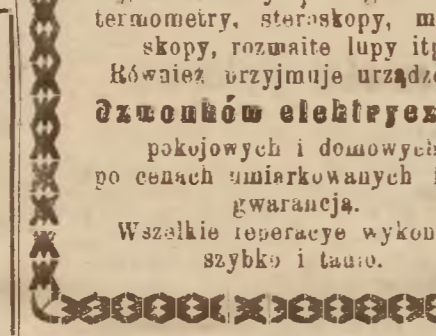 termometry, steraskopy, m
skopy, rozmaite lupy itp
Również przyjmuje urządze
dzwonków elektrycz
pokojowych i domowych
po cenach umiarkowanych i
gwarancją.
Wszelkie reperacye wykon
szybko i tanio.